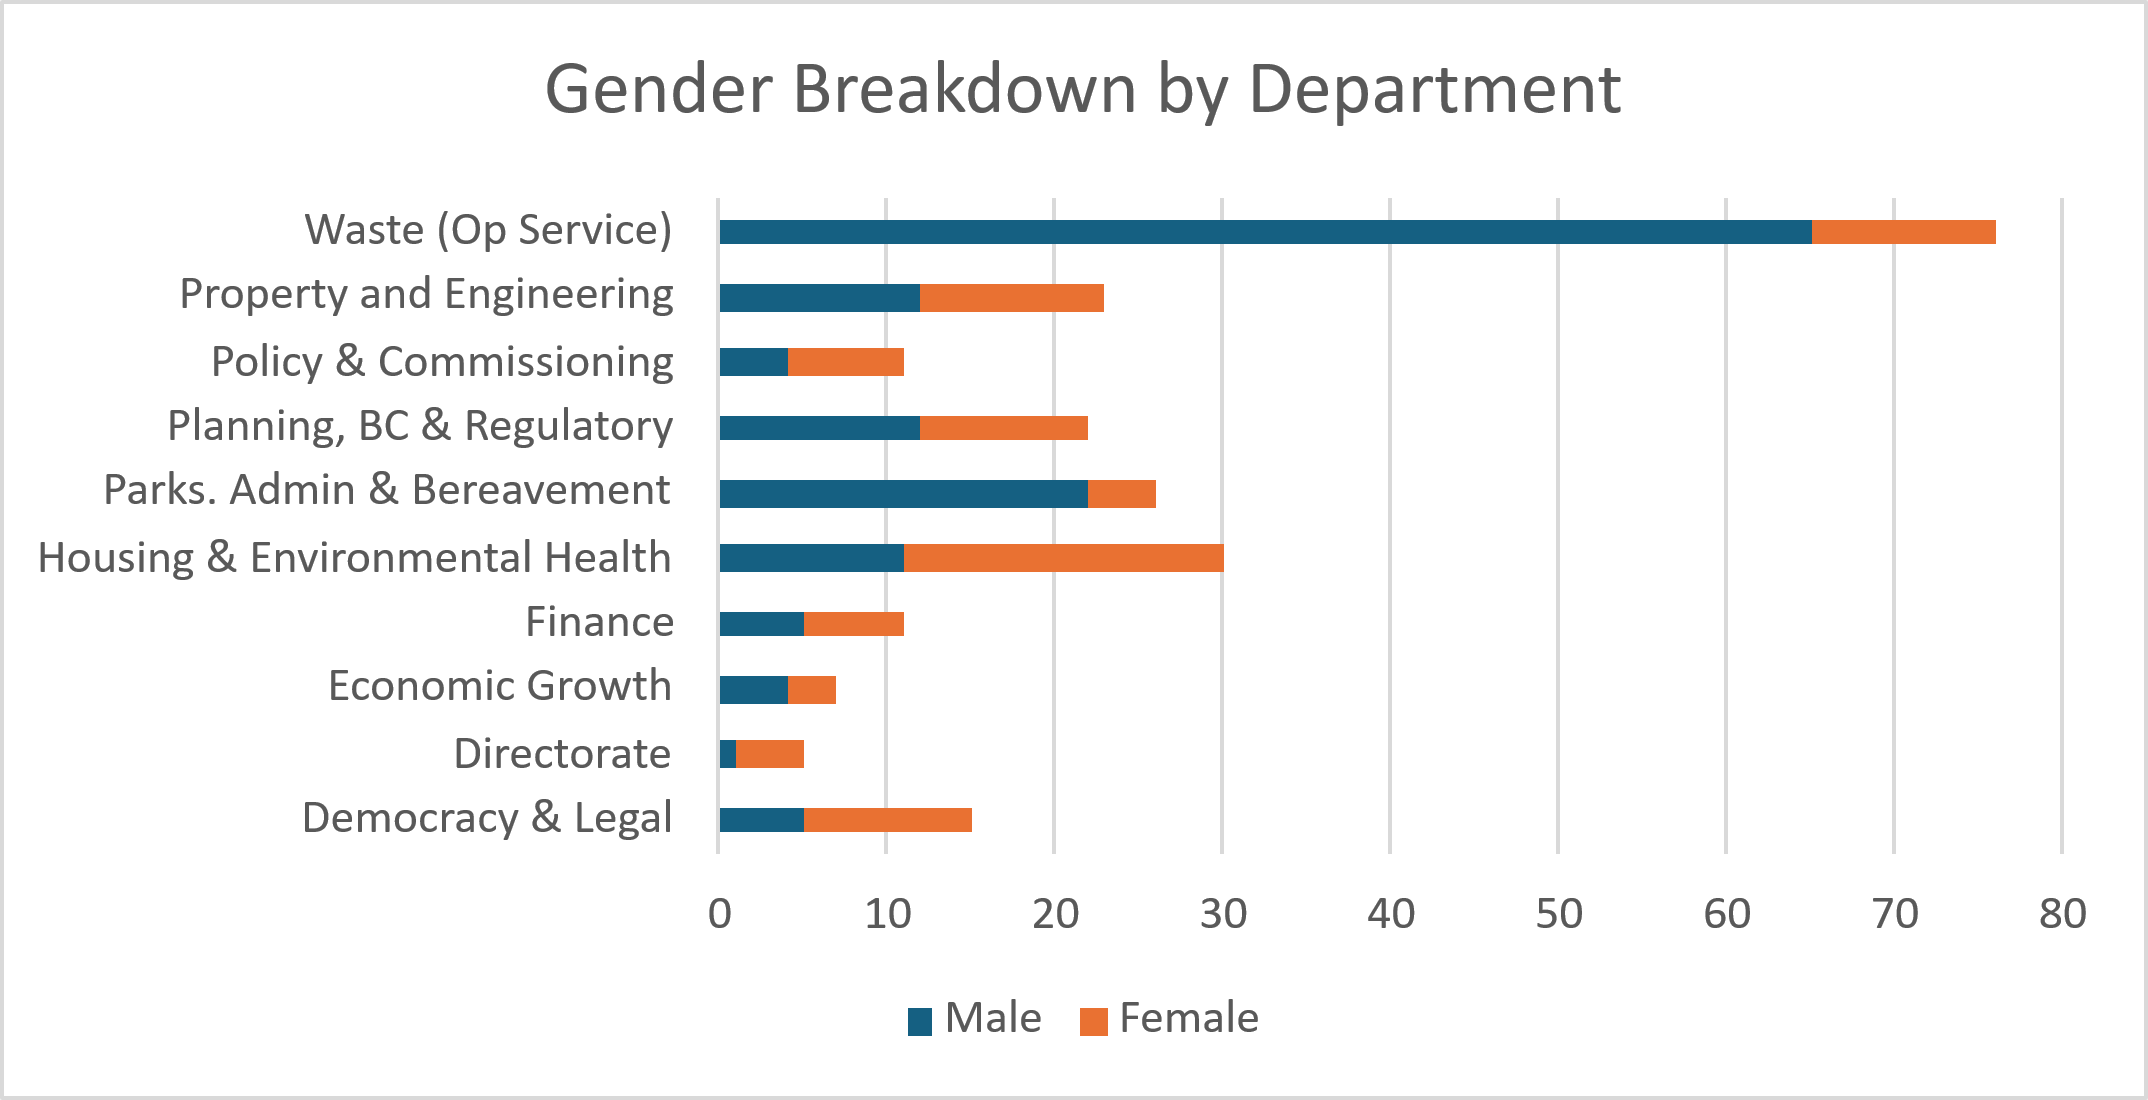 Gender Breakdown by Department
Waste (Op Service)
Property and Engineering
Policy & Commissioning
Planning, BC & Regulatory
Parks. Admin & Bereavement
Housing & Environmental Health
Finance
Economic Growth
Directorate
Democracy & Legal
0 10 20 30 40 50 60 70 80
Male Female